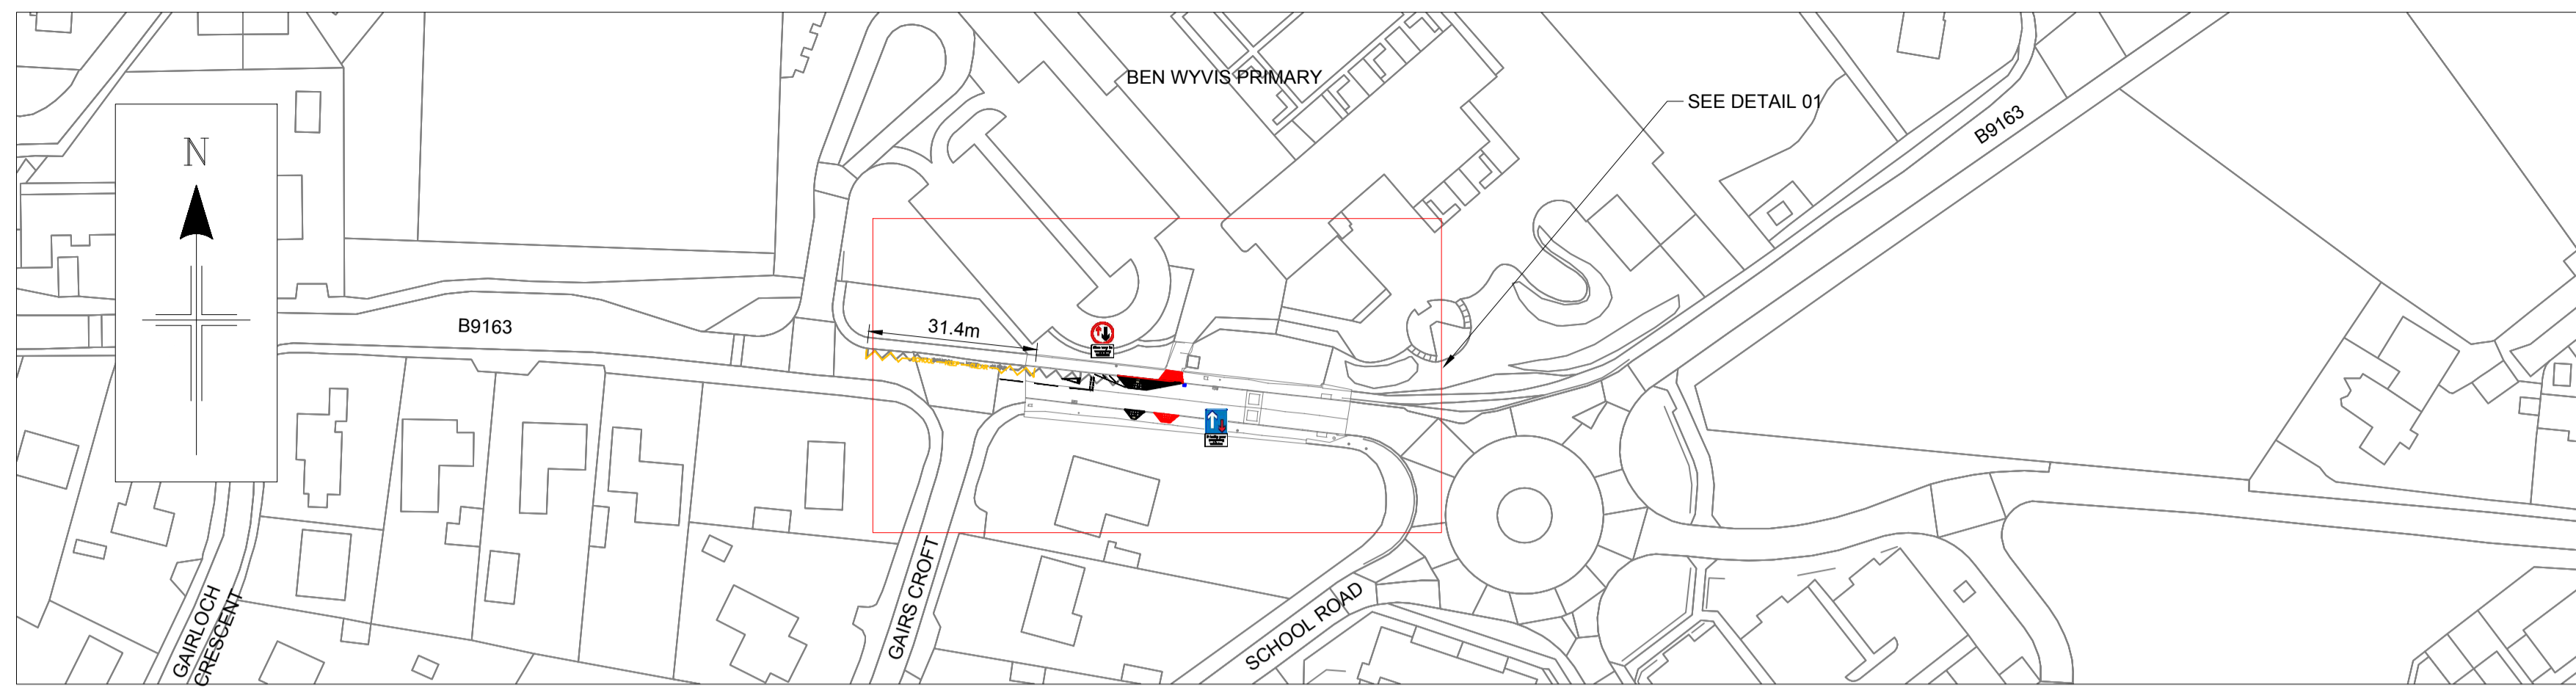 BEN WYVIS PRIMARY
SEE DETAIL 01
B9163
N
B9163
31.4m
GAIRLOCH
CRESCENT
GAIRS CROFT
SCHOOL ROAD